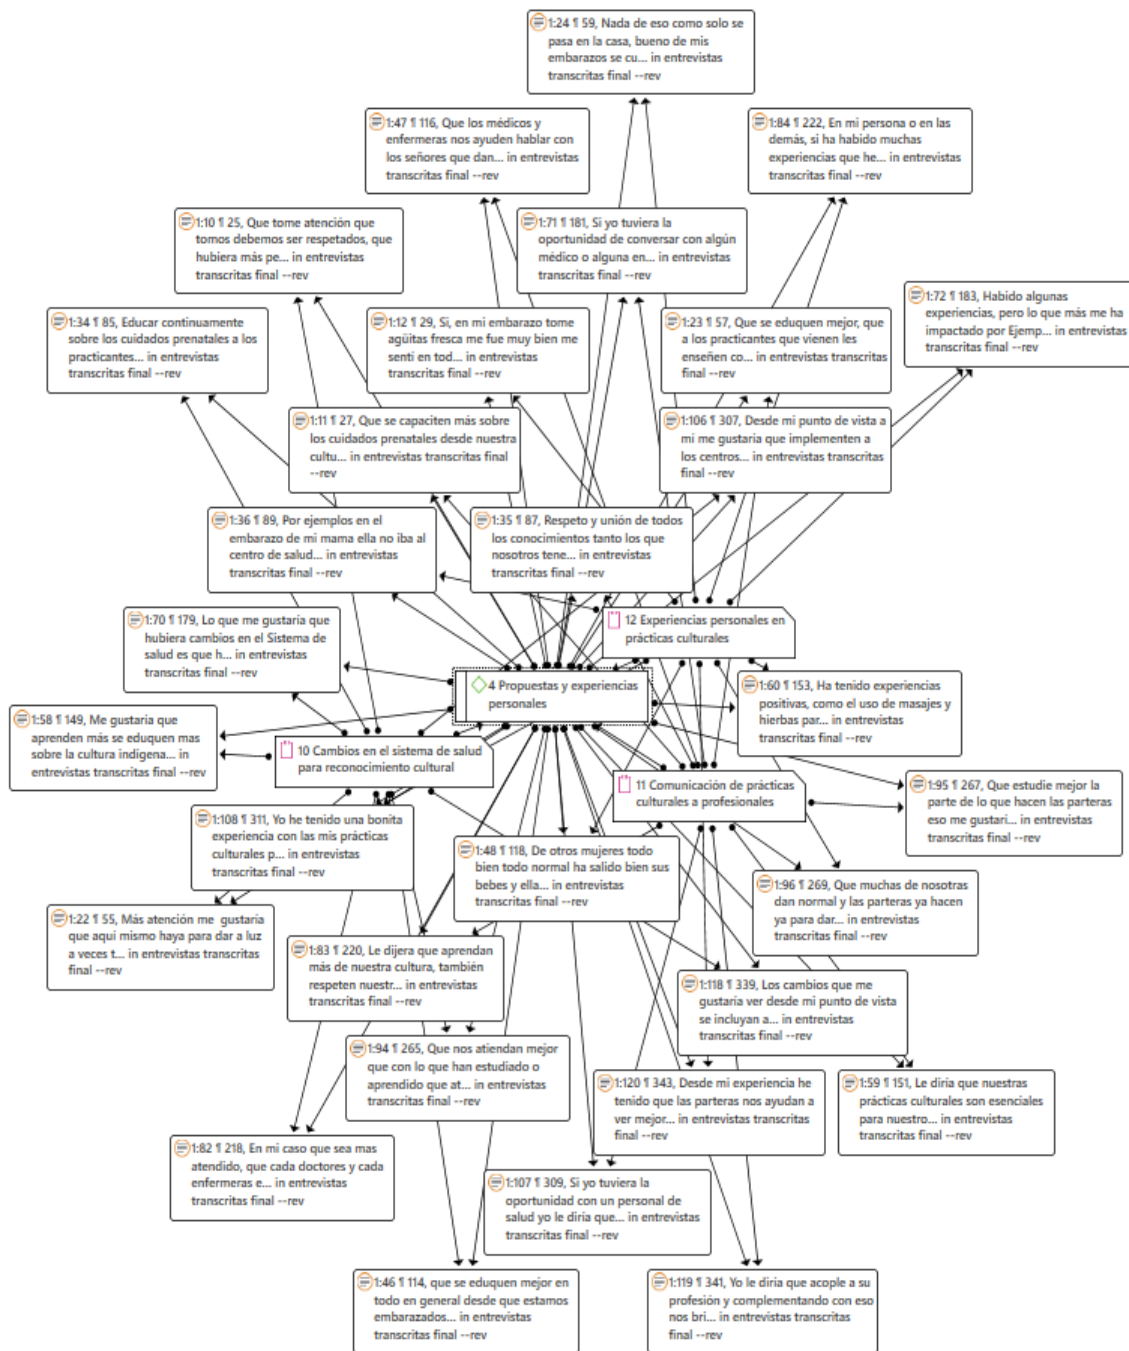 1:24 ¶ 59, Nada de eso como solo se
pasa en la casa, bueno de mis
embarazos se cu... in entrevistas
transcritas final --rev
1:47 ¶ 116, Que los médicos y
enfermeras nos ayuden hablar con
los señores que dan... in entrevistas
transcritas final --rev
1:84 ¶ 222, En mi persona o en las
demás, si ha habido muchas
experiencias que he... in entrevistas
transcritas final --rev
1:10 ¶ 25, Que tome atención que
tomos debemos ser respetados, que
hubiera más pe... in entrevistas
transcritas final --rev
1:71 ¶ 181, Si yo tuviera la
oportunidad de conversar con algún
médico o alguna en... in entrevistas
transcritas final --rev
1:72 ¶ 183, Habido algunas
experiencias, pero lo que más me ha
impactado por Ejemp... in entrevistas
transcritas final --rev
1:34 ¶ 85, Educar continuamente
sobre los cuidados prenatales a los
practicantes... in entrevistas
transcritas final --rev
1:12 ¶ 29, Si, en mi embarazo tome
agüitas fresca me fue muy bien me
senti en tod... in entrevistas
transcritas final --rev
1:23 ¶ 57, Que se eduquen mejor, que
a los practicantes que vienen les
enseñen co... in entrevistas transcritas
final --rev
1:11 ¶ 27, Que se capaciten más sobre
los cuidados prenatales desde nuestra
cultu... in entrevistas transcritas final
--rev
1:106 ¶ 307, Desde mi punto de vista a
mi me gustaria que implementen a
los centros... in entrevistas transcritas
final --rev
1:36 ¶ 89, Por ejemplos en el
embarazo de mi mama ella no iba al
centro de salud... in entrevistas
transcritas final --rev
1:35 ¶ 87, Respeto y unión de todos
los conocimientos tanto los que
nosotros tene... in entrevistas
transcritas final --rev
1:70 ¶ 179, Lo que me gustaria que
hubiera cambios en el Sistema de
salud es que h... in entrevistas
transcritas final --rev
12 Experiencias personales en
prácticas culturales
4 Propuestas y experiencias
personales
1:60 ¶ 153, Ha tenido experiencias
positivas, como el uso de masajes y
hierbas par... in entrevistas
transcritas final --rev
1:58 ¶ 149, Me gustaria que
aprenden más se eduquen mas
sobre la cultura indigena... in
entrevistas transcritas final --rev
10 Cambios en el sistema de salud
para reconocimiento cultural
11 Comunicación de prácticas
culturales a profesionales
1:95 ¶ 267, Que estudie mejor la
parte de lo que hacen las parteras
eso me gustari... in entrevistas
transcritas final --rev
1:108 ¶ 311, Yo he tenido una bonita
experiencia con las mis prácticas
culturales p... in entrevistas
transcritas final --rev
1:48 ¶ 118, De otros mujeres todo
bien todo normal ha salido bien sus
bebes y ella... in entrevistas
transcritas final --rev
1:96 ¶ 269, Que muchas de nosotras
dan normal y las parteras ya hacen
ya para dar... in entrevistas
transcritas final --rev
1:22 ¶ 55, Más atención me gustaría
que aqui mismo haya para dar a luz
a veces t... in entrevistas transcritas
final --rev
1:83 ¶ 220, Le dijera que aprendan
más de nuestra cultura, también
respeten nuestr... in entrevistas
transcritas final --rev
1:118 ¶ 339, Los cambios que me
gustaría ver desde mi punto de vista
se incluyan a... in entrevistas
transcritas final --rev
1:94 ¶ 265, Que nos atiendan mejor
que con lo que han estudiado o
aprendido que at... in entrevistas
transcritas final --rev
1:120 ¶ 343, Desde mi experiencia he
tenido que las parteras nos ayudan a
ver mejor... in entrevistas transcritas
final --rev
1:59 ¶ 151, Le diria que nuestras
prácticas culturales son esenciales
para nuestro... in entrevistas
transcritas final --rev
1:82 ¶ 218, En mi caso que sea mas
atendido, que cada doctores y cada
enfermeras e... in entrevistas
transcritas final --rev
1:107 ¶ 309, Si yo tuviera la
oportunidad con un personal de
salud yo le diría que... in entrevistas
transcritas final --rev
1:46 ¶ 114, que se eduquen mejor en
todo en general desde que estamos
embarazados... in entrevistas
transcritas final --rev
1:119 ¶ 341, Yo le diria que acople a su
profesión y complementando con eso
nos bri... in entrevistas transcritas
final --rev